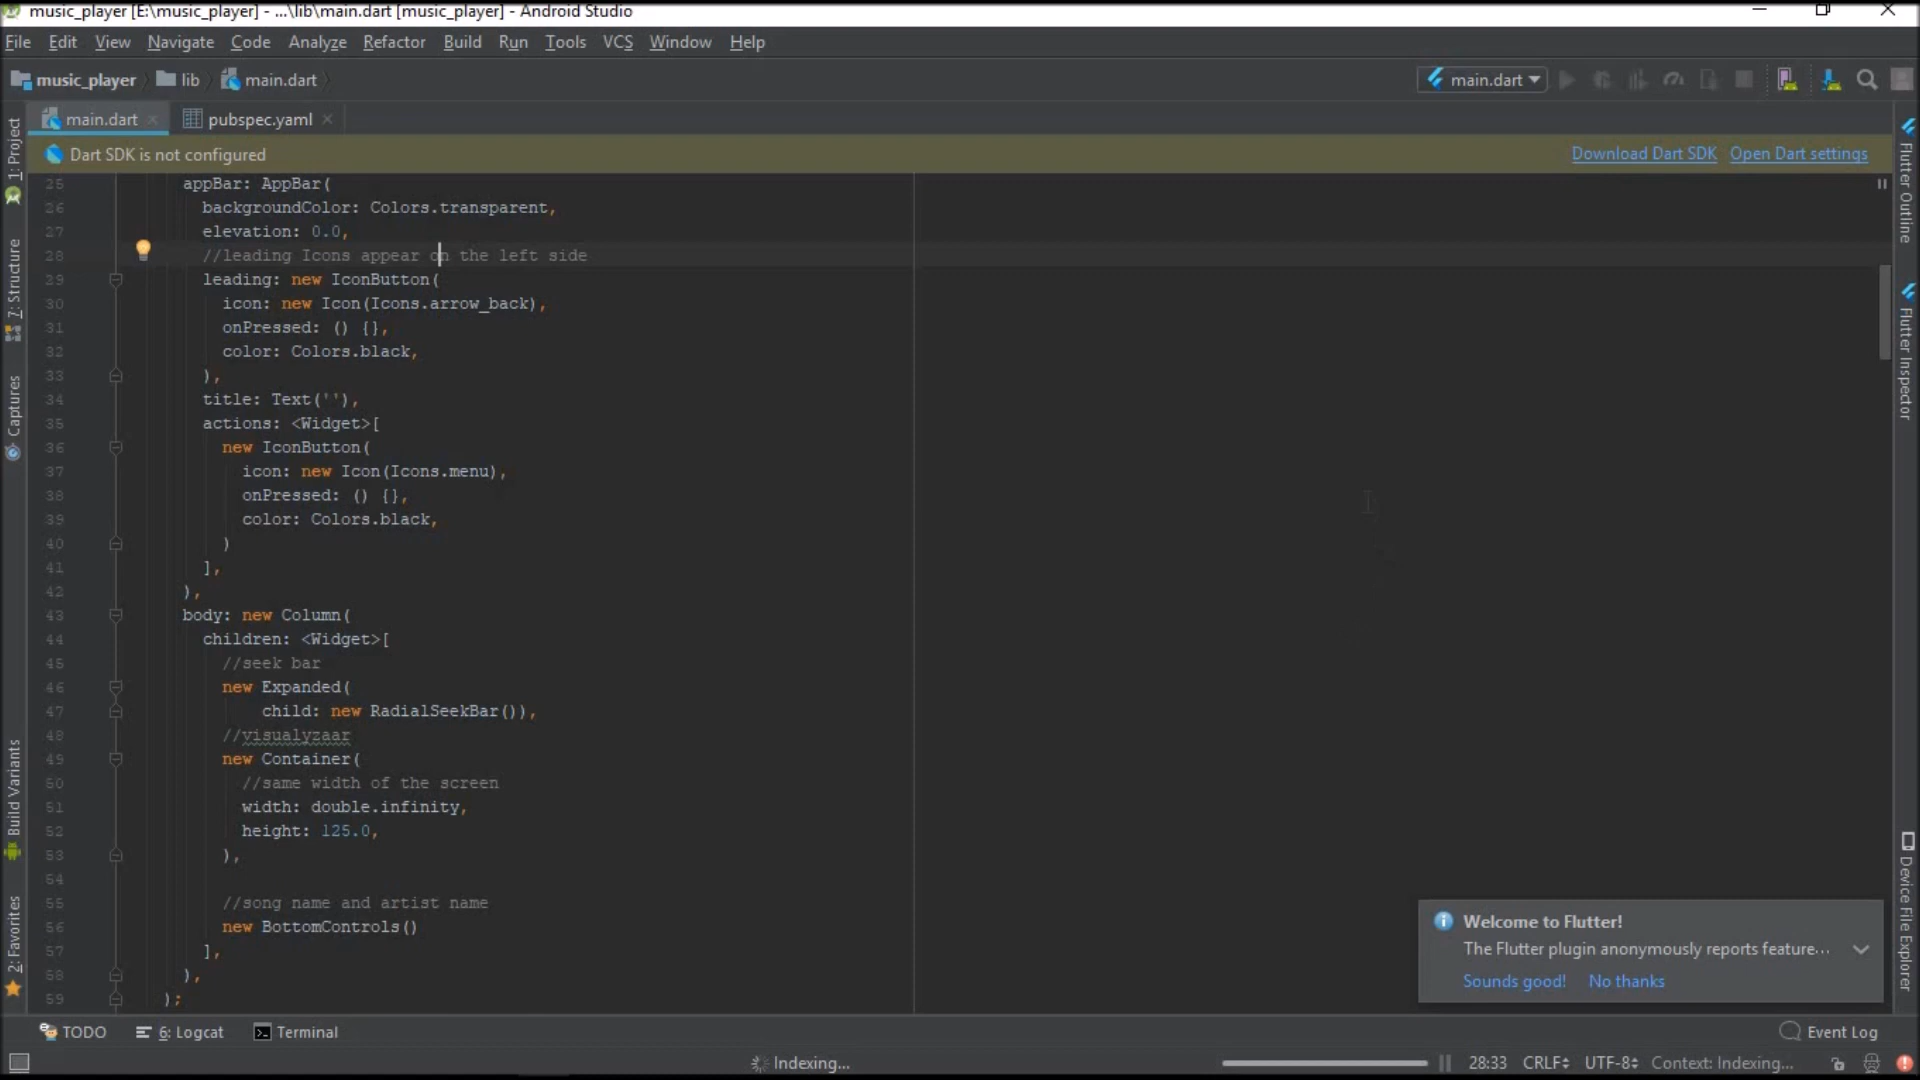 music_player [E:\music_player] - ...\lib\main.dart [music_player] - Android Studio
File Edit View Navigate Code Analyze Refactor Build Run Tools VCS Window Help
music_player lib main.dart main.dart
main.dart pubspec.yaml
Dart SDK is not configured Download Dart SDK Open Dart settings
25 appBar: AppBar(
26 backgroundColor: Colors.transparent,
27 elevation: 0.0,
28 //leading Icons appear on the left side
29 leading: new IconButton(
30 icon: new Icon(Icons.arrow_back),
31 onPressed: () {},
32 color: Colors.black,
33 ),
34 title: Text(''),
35 actions: <Widget>[
36 new IconButton(
37 icon: new Icon(Icons.menu),
38 onPressed: () {},
39 color: Colors.black,
40 )
41 ],
42 ),
43 body: new Column(
44 children: <Widget>[
45 //seek bar
46 new Expanded(
47 child: new RadialSeekBar()),
48 //visualyzaar
49 new Container(
50 //same width of the screen
51 width: double.infinity,
52 height: 125.0,
53 ),
54
55 //song name and artist name
56 new BottomControls()
57 ],
58 ),
59 );
1: Project
7: Structure
Captures
Build Variants
2: Favorites
Flutter Outline
Flutter Inspector
Device File Explorer
Welcome to Flutter!
The Flutter plugin anonymously reports feature...
Sounds good! No thanks
TODO 6: Logcat Terminal Event Log
Indexing... 28:33 CRLF UTF-8 Context: Indexing...